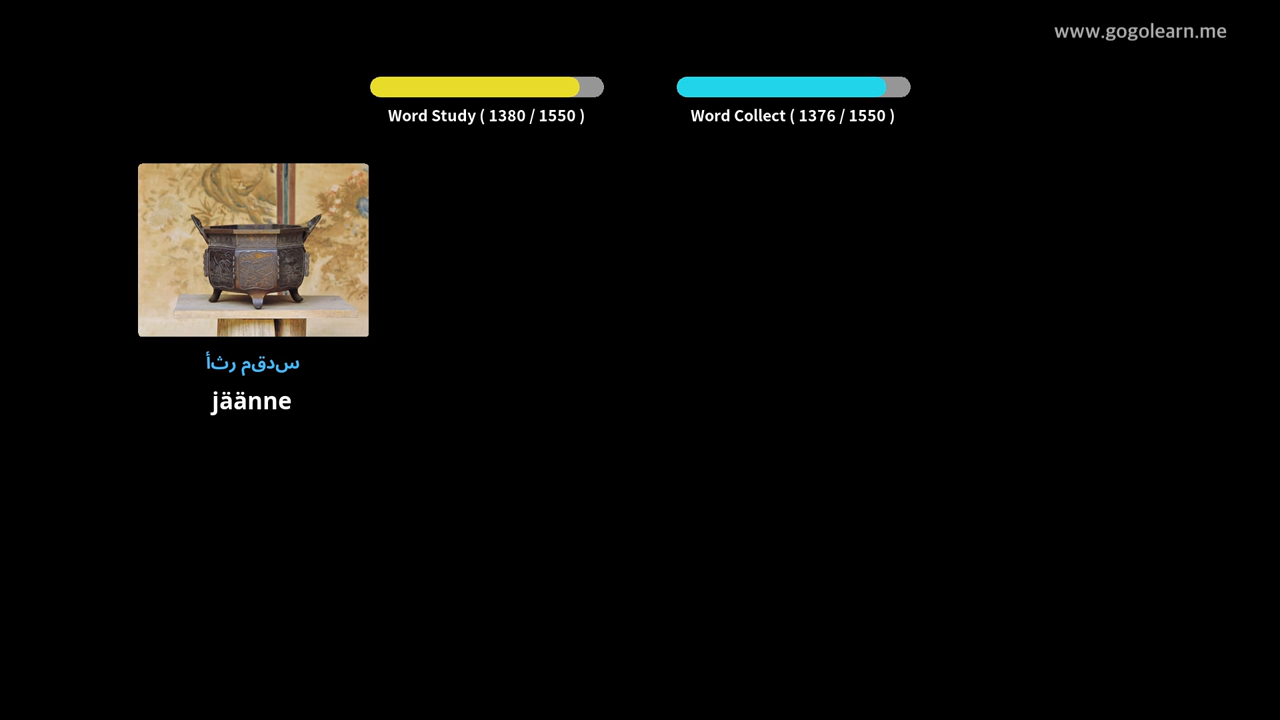 www.gogolearn.me
Word Study ( 1380 / 1550 )
Word Collect ( 1376 / 1550 )
سدقم رثأ
jäänne